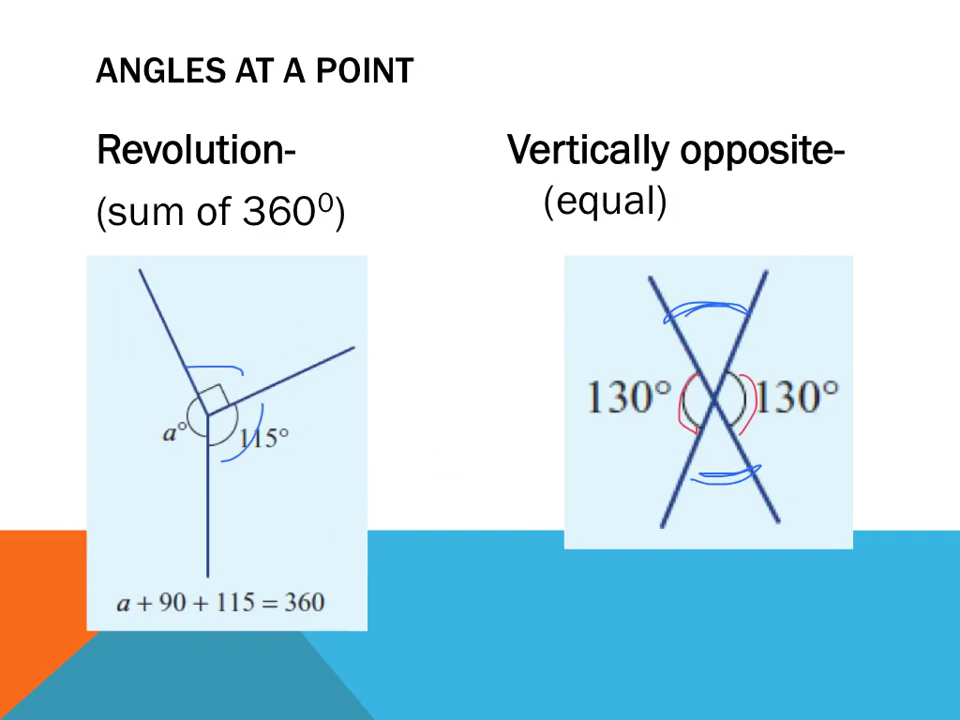 ANGLES AT A POINT
Revolution-
(sum of 360⁰)
a°
115°
a + 90 + 115 = 360
Vertically opposite-
(equal)
130°
130°